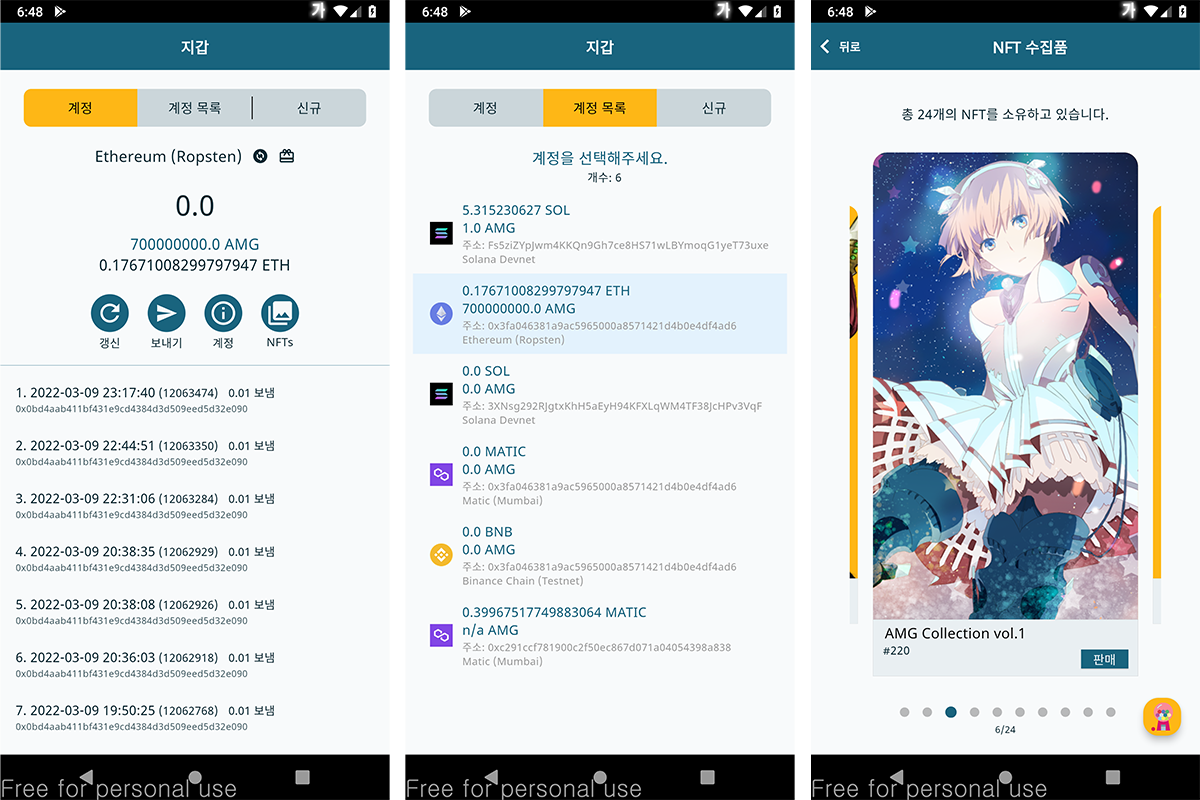 6:48
가
지갑
계정
계정 목록
신규
Ethereum (Ropsten)
0.0
700000000.0 AMG
0.17671008299797947 ETH
갱신
보내기
계정
NFTs
1. 2022-03-09 23:17:40 (12063474) 0.01 보냄
0x0bd4aab411bf431e9cd4384d3d509eed5d32e090
2. 2022-03-09 22:44:51 (12063350) 0.01 보냄
0x0bd4aab411bf431e9cd4384d3d509eed5d32e090
3. 2022-03-09 22:31:06 (12063284) 0.01 보냄
0x0bd4aab411bf431e9cd4384d3d509eed5d32e090
4. 2022-03-09 20:38:35 (12062929) 0.01 보냄
0x0bd4aab411bf431e9cd4384d3d509eed5d32e090
5. 2022-03-09 20:38:08 (12062926) 0.01 보냄
0x0bd4aab411bf431e9cd4384d3d509eed5d32e090
6. 2022-03-09 20:36:03 (12062918) 0.01 보냄
0x0bd4aab411bf431e9cd4384d3d509eed5d32e090
7. 2022-03-09 19:50:25 (12062768) 0.01 보냄
0x0bd4aab411bf431e9cd4384d3d509eed5d32e090
Free for personal use
6:48
가
지갑
계정
계정 목록
신규
계정을 선택해주세요.
개수: 6
5.315230627 SOL
1.0 AMG
주소: Fs5ziZYpJwm4KKQn9Gh7ce8HS71wLBYmoqG1yeT73uxe
Solana Devnet
0.17671008299797947 ETH
700000000.0 AMG
주소: 0x3fa046381a9ac5965000a8571421d4b0e4df4ad6
Ethereum (Ropsten)
0.0 SOL
0.0 AMG
주소: 3XNsg292RJgtxKhH5aEyH94KFXLqWM4TF38JcHPv3VqF
Solana Devnet
0.0 MATIC
0.0 AMG
주소: 0x3fa046381a9ac5965000a8571421d4b0e4df4ad6
Matic (Mumbai)
0.0 BNB
0.0 AMG
주소: 0x3fa046381a9ac5965000a8571421d4b0e4df4ad6
Binance Chain (Testnet)
0.39967517749883064 MATIC
n/a AMG
주소: 0xc291ccf781900c2f50ec867d071a04054398a838
Matic (Mumbai)
Free for personal use
6:48
가
뒤로
NFT 수집품
총 24개의 NFT를 소유하고 있습니다.
AMG Collection vol.1
#220
판매
6/24
Free for personal use